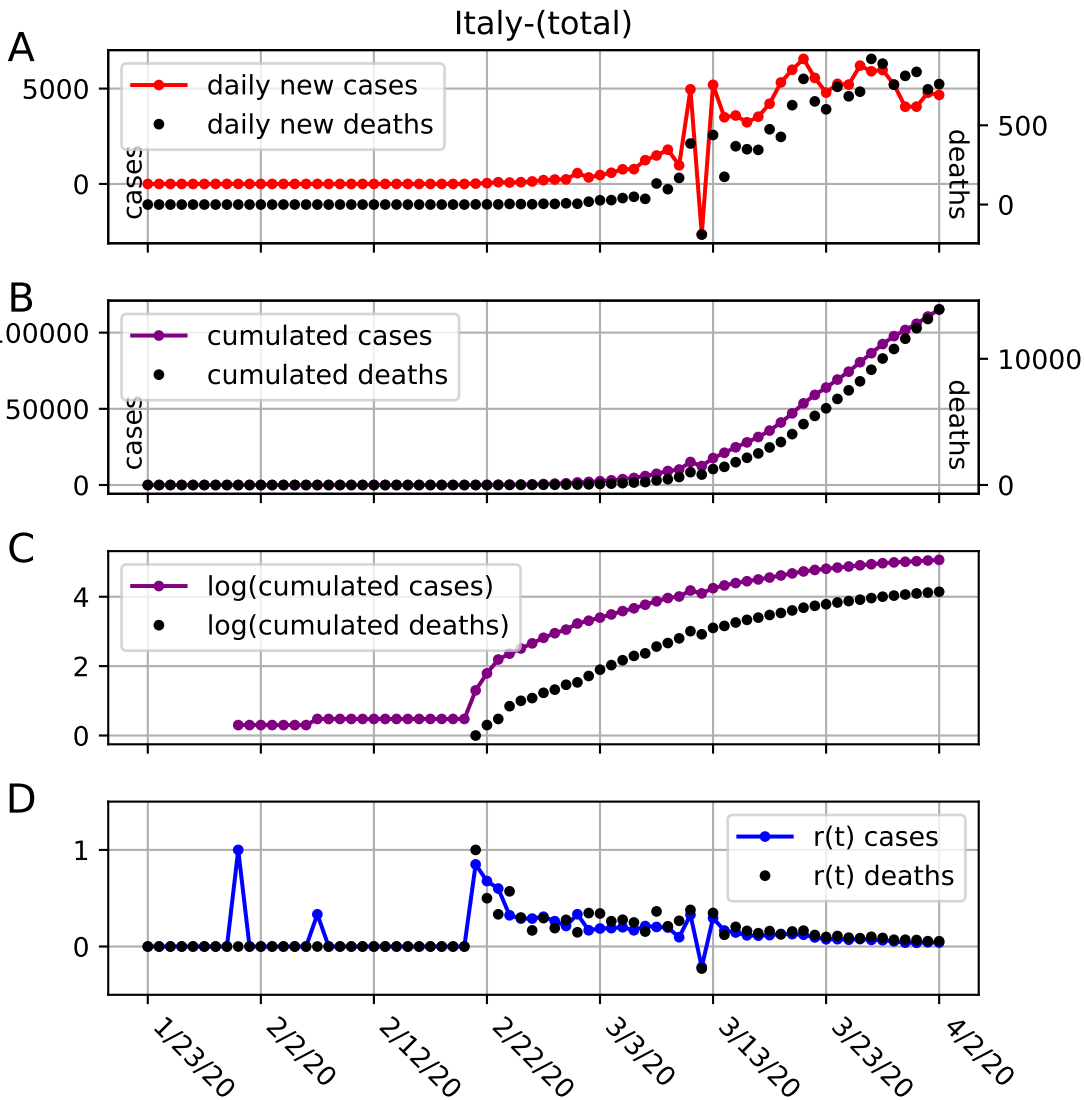 Italy-(total)
A
daily new cases
daily new deaths
5000
0
cases
500
0
deaths
B
cumulated cases
cumulated deaths
100000
50000
0
cases
10000
0
deaths
C
log(cumulated cases)
log(cumulated deaths)
4
2
0
D
r(t) cases
r(t) deaths
1
0
1/23/20
2/2/20
2/12/20
2/22/20
3/3/20
3/13/20
3/23/20
4/2/20